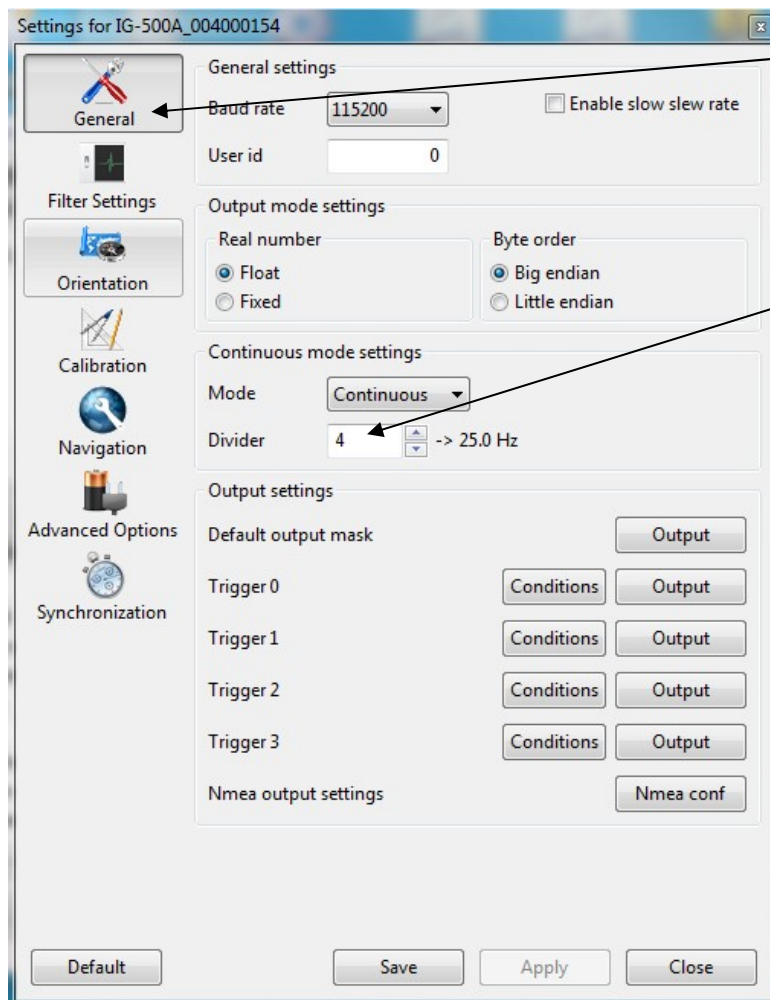 Settings for IG-500A_004000154
General
Filter Settings
Orientation
Calibration
Navigation
Advanced Options
Synchronization
General settings
Baud rate 115200 Enable slow slew rate
User id 0
Output mode settings
Real number
Float
Fixed
Byte order
Big endian
Little endian
Continuous mode settings
Mode Continuous
Divider 4 -> 25.0 Hz
Output settings
Default output mask Output
Trigger 0 Conditions Output
Trigger 1 Conditions Output
Trigger 2 Conditions Output
Trigger 3 Conditions Output
Nmea output settings Nmea conf
Default Save Apply Close